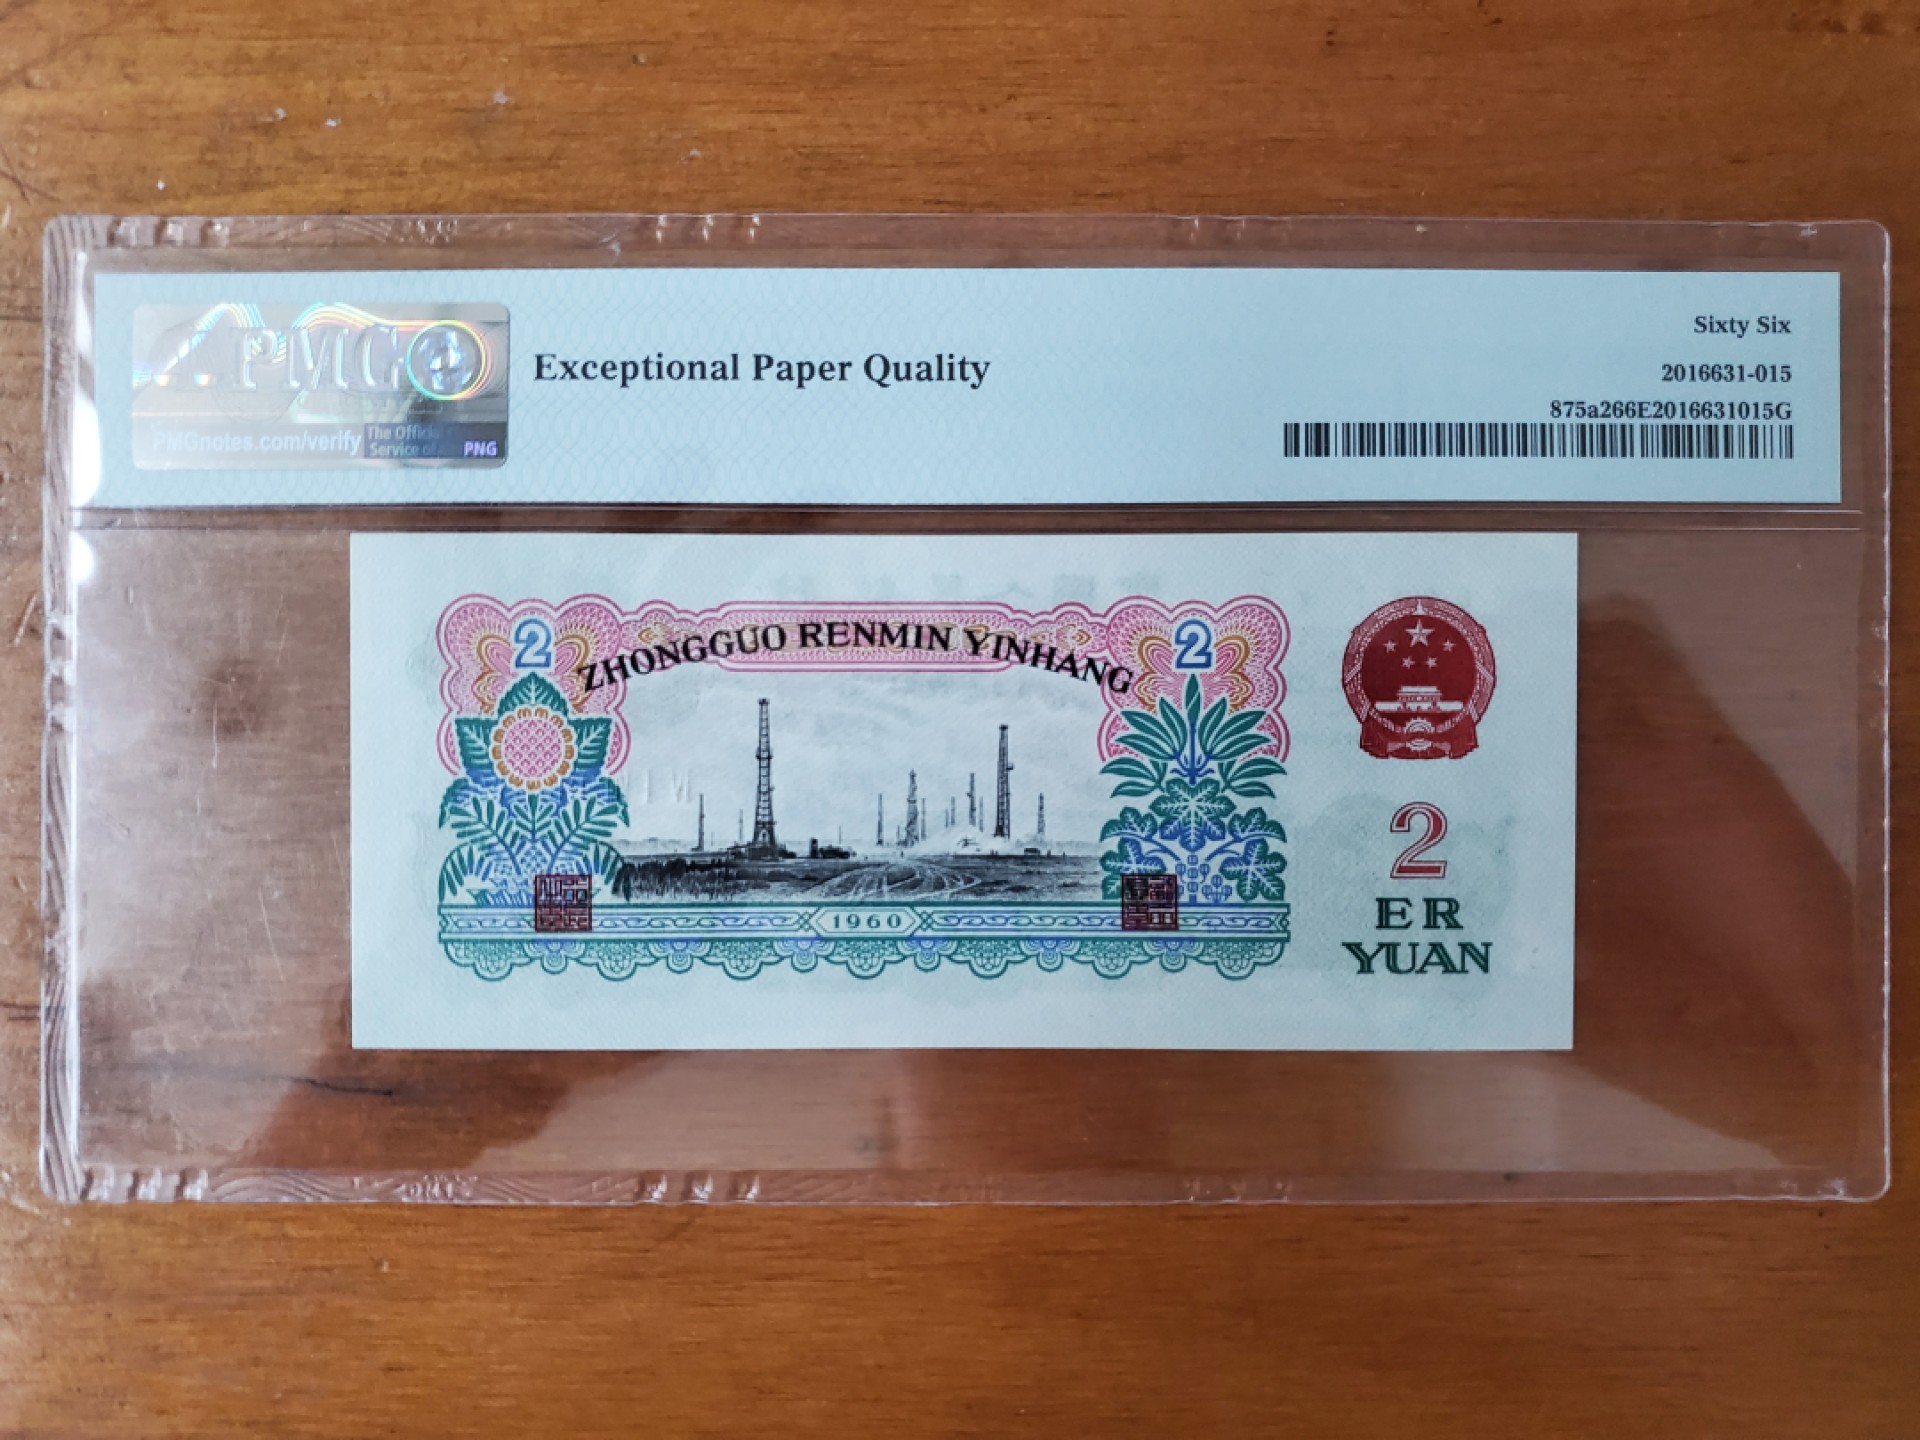 PMG
PMGnotes.com/verify
The Official
Service of
PNG
Exceptional Paper Quality
Sixty Six
2016631-015
875a266E2016631015G
2
ZHONGGUO RENMIN YINHANG
2
1960
2
ER
YUAN